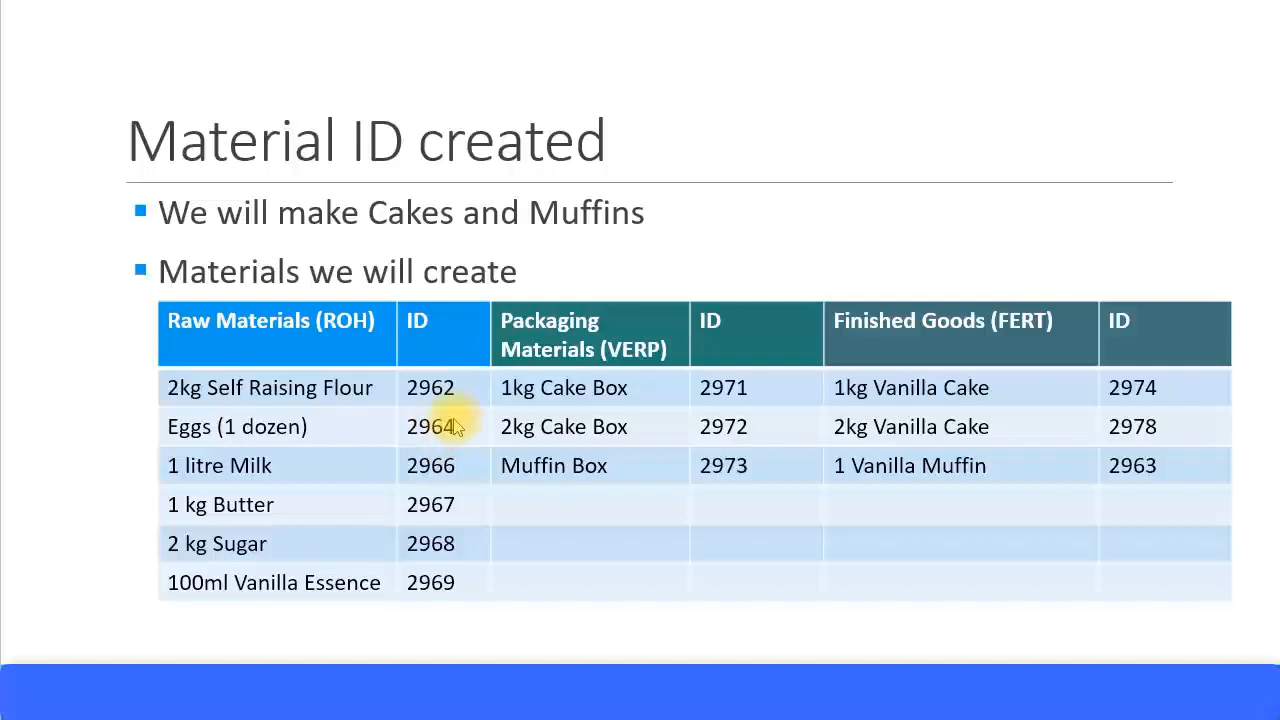 Material ID created
We will make Cakes and Muffins
Materials we will create
Raw Materials (ROH) ID Packaging Materials (VERP) ID Finished Goods (FERT) ID
2kg Self Raising Flour 2962 1kg Cake Box 2971 1kg Vanilla Cake 2974
Eggs (1 dozen) 2964 2kg Cake Box 2972 2kg Vanilla Cake 2978
1 litre Milk 2966 Muffin Box 2973 1 Vanilla Muffin 2963
1 kg Butter 2967
2 kg Sugar 2968
100ml Vanilla Essence 2969